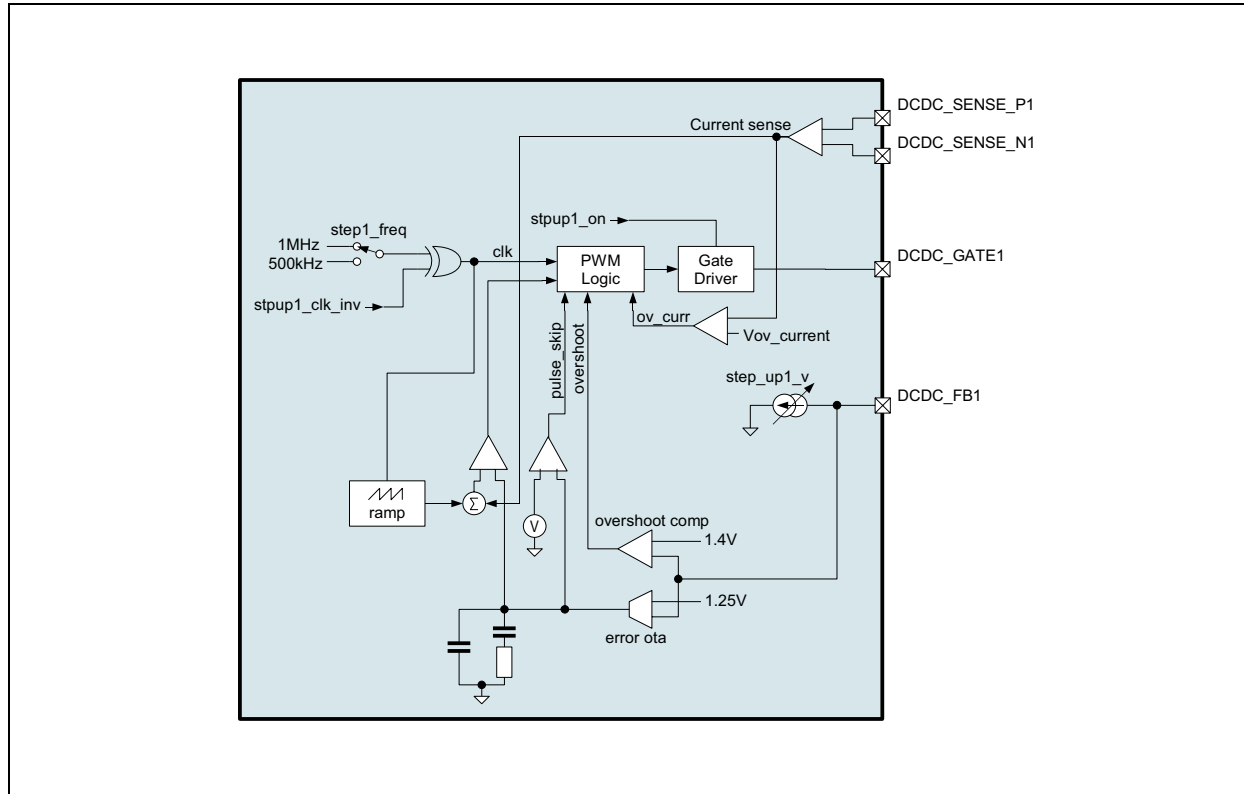 DCDC_SENSE_P1
Current sense
DCDC_SENSE_N1
stpup1_on
step1_freq
1MHz
500kHz
clk
PWM
Logic
Gate
Driver
DCDC_GATE1
stpup1_clk_inv
ov_curr
Vov_current
pulse_skip
overshoot
step_up1_v
DCDC_FB1
ramp
Σ
V
overshoot comp
1.4V
1.25V
error ota